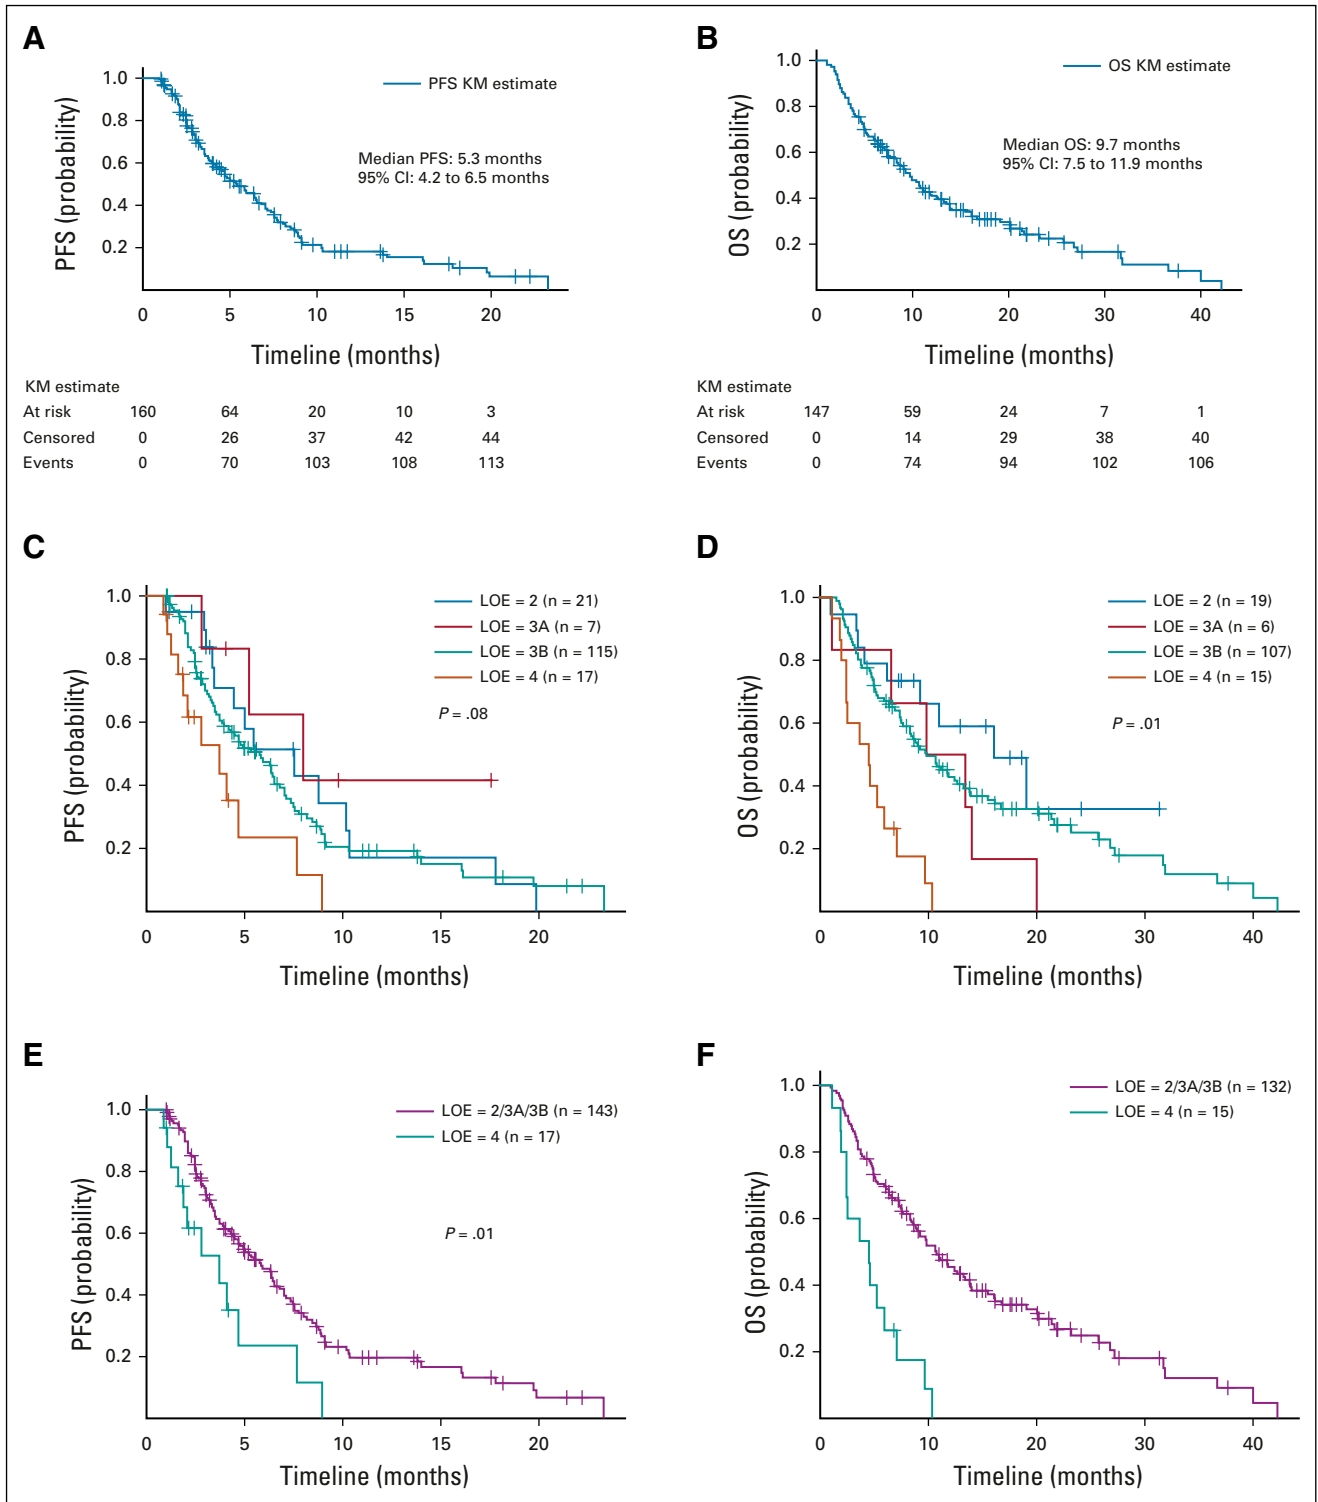 A
1.0
0.8
0.6
0.4
0.2
PFS (probability)
PFS KM estimate
Median PFS: 5.3 months
95% CI: 4.2 to 6.5 months
0 5 10 15 20
Timeline (months)
KM estimate
At risk 160 64 20 10 3
Censored 0 26 37 42 44
Events 0 70 103 108 113
B
1.0
0.8
0.6
0.4
0.2
OS (probability)
OS KM estimate
Median OS: 9.7 months
95% CI: 7.5 to 11.9 months
0 10 20 30 40
Timeline (months)
KM estimate
At risk 147 59 24 7 1
Censored 0 14 29 38 40
Events 0 74 94 102 106
C
1.0
0.8
0.6
0.4
0.2
PFS (probability)
LOE = 2 (n = 21)
LOE = 3A (n = 7)
LOE = 3B (n = 115)
LOE = 4 (n = 17)
P = .08
0 5 10 15 20
Timeline (months)
D
1.0
0.8
0.6
0.4
0.2
OS (probability)
LOE = 2 (n = 19)
LOE = 3A (n = 6)
LOE = 3B (n = 107)
LOE = 4 (n = 15)
P = .01
0 10 20 30 40
Timeline (months)
E
1.0
0.8
0.6
0.4
0.2
PFS (probability)
LOE = 2/3A/3B (n = 143)
LOE = 4 (n = 17)
P = .01
0 5 10 15 20
Timeline (months)
F
1.0
0.8
0.6
0.4
0.2
OS (probability)
LOE = 2/3A/3B (n = 132)
LOE = 4 (n = 15)
0 10 20 30 40
Timeline (months)